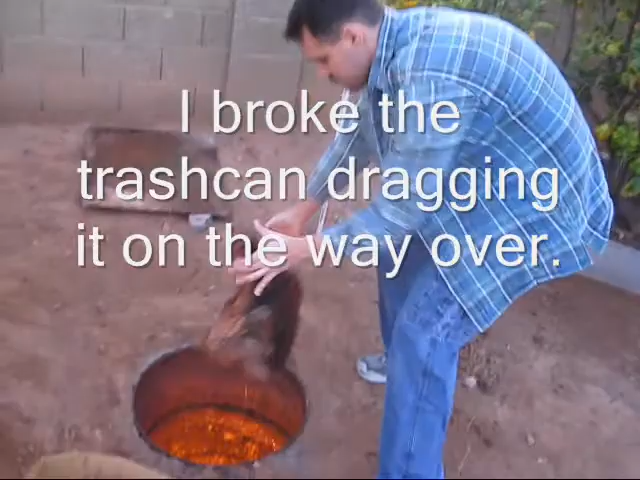 I broke the
trashcan dragging
it on the way over.